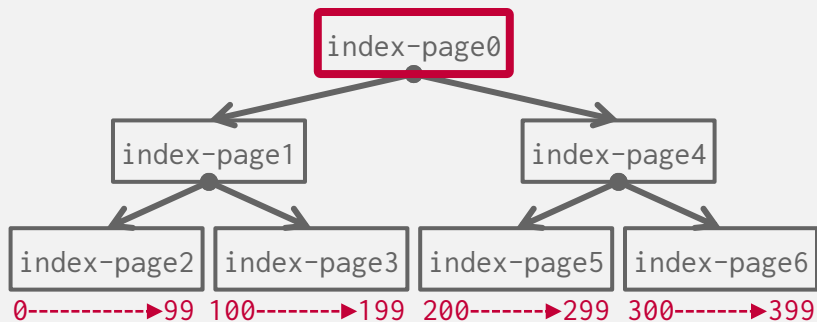 index-page0
index-page1 index-page4
index-page2 index-page3 index-page5 index-page6
0 99 100 199 200 299 300 399